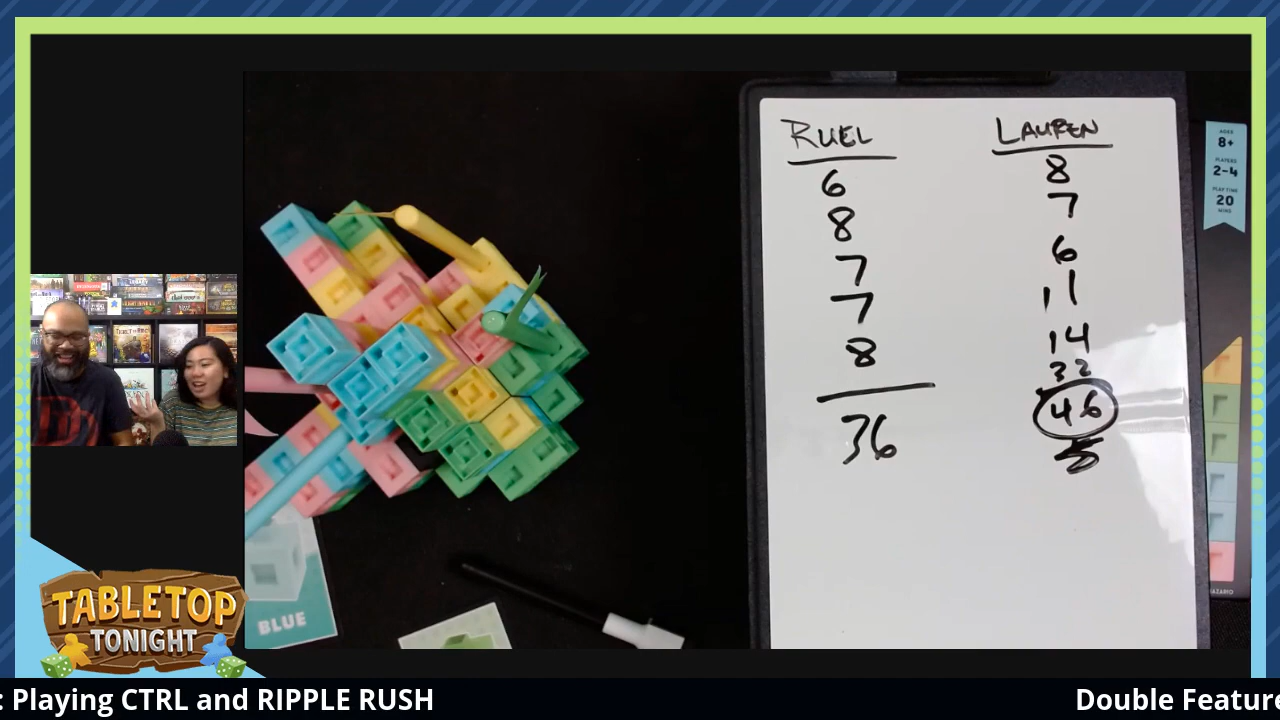 RUEL
6
8
7
7
8
36
LAUREN
8
7
6
11
14
32
46
AGES
8+
PLAYERS
2-4
PLAY TIME
20
MINS
BLUE
TABLETOP
TONIGHT
: Playing CTRL and RIPPLE RUSH
Double Feature